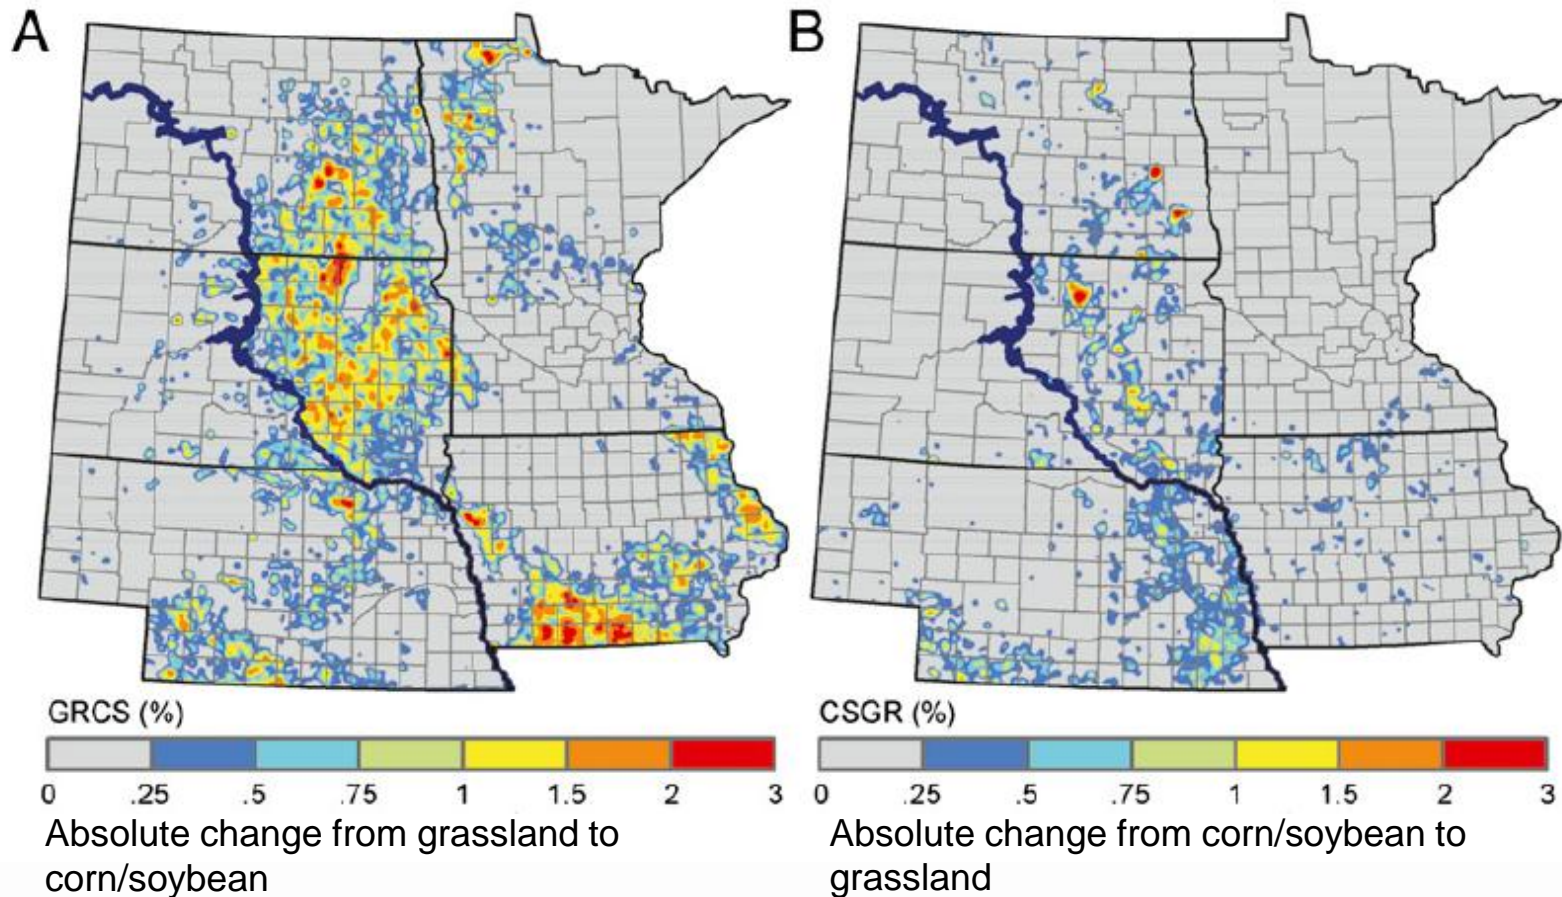 A
B
GRCS (%)
0 .25 .5 .75 1 1.5 2 3
Absolute change from grassland to
corn/soybean
CSGR (%)
0 .25 .5 .75 1 1.5 2 3
Absolute change from corn/soybean to
grassland